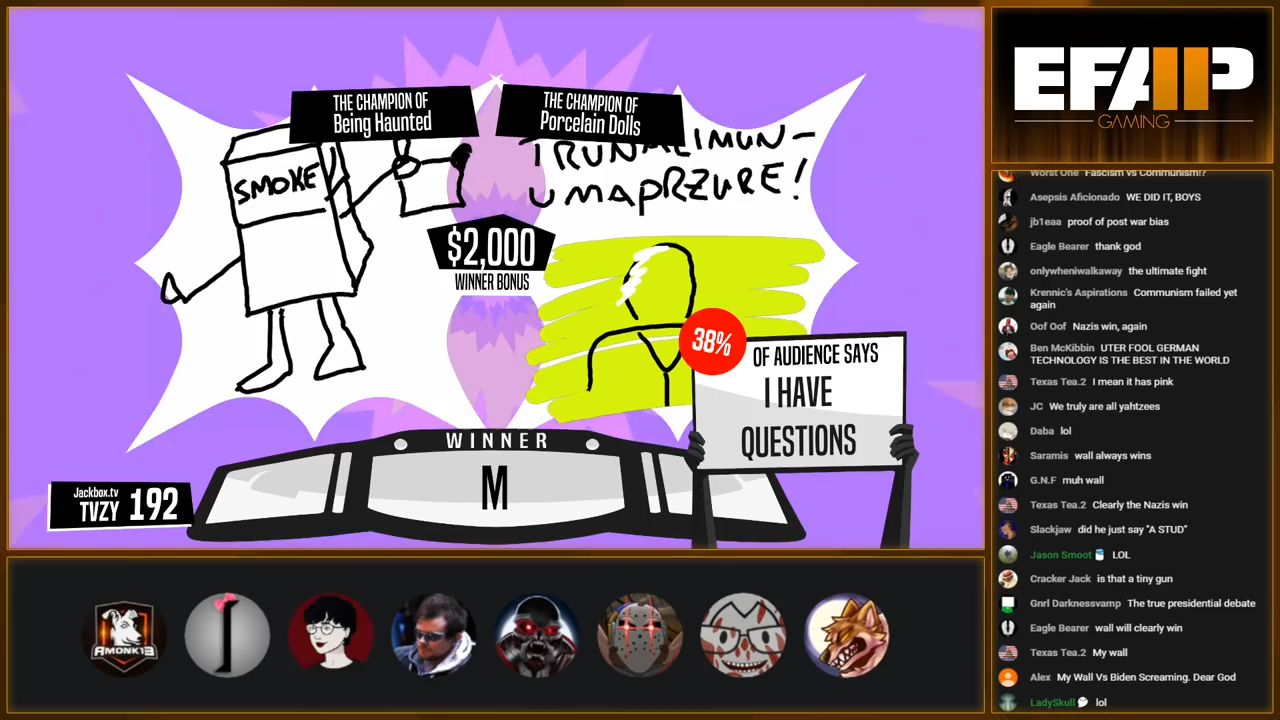 THE CHAMPION OF
Being Haunted
THE CHAMPION OF
Porcelain Dolls
SMOKE
UMAPRZURE!
$2,000
WINNER BONUS
38%
OF AUDIENCE SAYS
I HAVE
QUESTIONS
WINNER
M
Jackbox.tv
TVZY 192
AMONK13
EFAP
GAMING
Worst One Fascism vs Communism!?
Asepsis Aficionado WE DID IT, BOYS
jb1eaa proof of post war bias
Eagle Bearer thank god
onlywheniwalkaway the ultimate fight
Krennic's Aspirations Communism failed yet
again
Oof Oof Nazis win, again
Ben McKibbin UTER FOOL GERMAN
TECHNOLOGY IS THE BEST IN THE WORLD
Texas Tea.2 I mean it has pink
JC We truly are all yahtzees
Daba lol
Saramis wall always wins
G.N.F muh wall
Texas Tea.2 Clearly the Nazis win
Slackjaw did he just say "A STUD"
Jason Smoot LOL
Cracker Jack is that a tiny gun
Gnrl Darknessvamp The true presidential debate
Eagle Bearer wall will clearly win
Texas Tea.2 My wall
Alex My Wall Vs Biden Screaming. Dear God
LadySkull lol